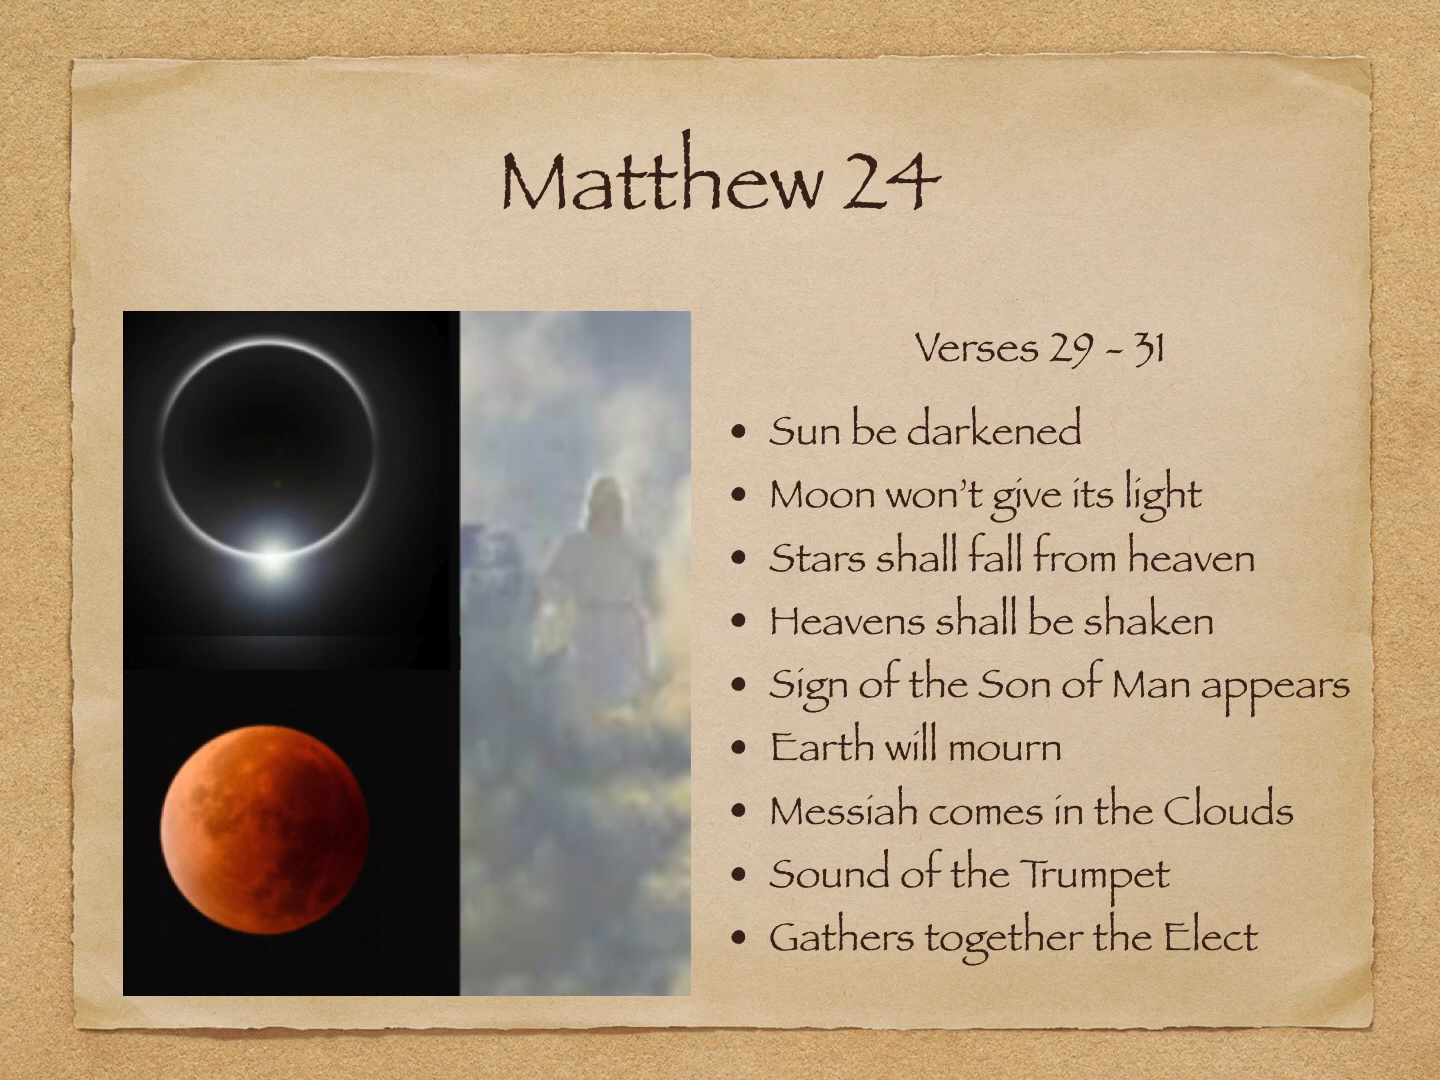 Matthew 24
Verses 29 - 31
• Sun be darkened
• Moon won't give its light
• Stars shall fall from heaven
• Heavens shall be shaken
• Sign of the Son of Man appears
• Earth will mourn
• Messiah comes in the Clouds
• Sound of the Trumpet
• Gathers together the Elect